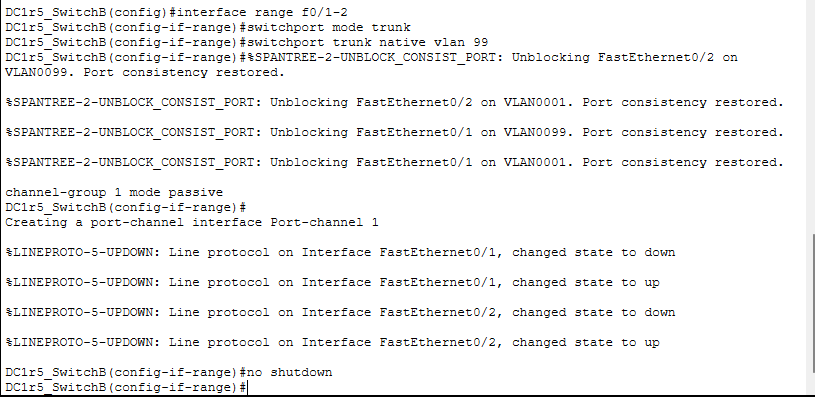 DC1r5_SwitchB(config)#interface range f0/1-2
DC1r5_SwitchB(config-if-range)#switchport mode trunk
DC1r5_SwitchB(config-if-range)#switchport trunk native vlan 99
DC1r5_SwitchB(config-if-range)#%SPANTREE-2-UNBLOCK_CONSIST_PORT: Unblocking FastEthernet0/2 on
VLAN0099. Port consistency restored.
%SPANTREE-2-UNBLOCK_CONSIST_PORT: Unblocking FastEthernet0/2 on VLAN0001. Port consistency restored.
%SPANTREE-2-UNBLOCK_CONSIST_PORT: Unblocking FastEthernet0/1 on VLAN0099. Port consistency restored.
%SPANTREE-2-UNBLOCK_CONSIST_PORT: Unblocking FastEthernet0/1 on VLAN0001. Port consistency restored.
channel-group 1 mode passive
DC1r5_SwitchB(config-if-range)#
Creating a port-channel interface Port-channel 1
%LINEPROTO-5-UPDOWN: Line protocol on Interface FastEthernet0/1, changed state to down
%LINEPROTO-5-UPDOWN: Line protocol on Interface FastEthernet0/1, changed state to up
%LINEPROTO-5-UPDOWN: Line protocol on Interface FastEthernet0/2, changed state to down
%LINEPROTO-5-UPDOWN: Line protocol on Interface FastEthernet0/2, changed state to up
DC1r5_SwitchB(config-if-range)#no shutdown
DC1r5_SwitchB(config-if-range)#